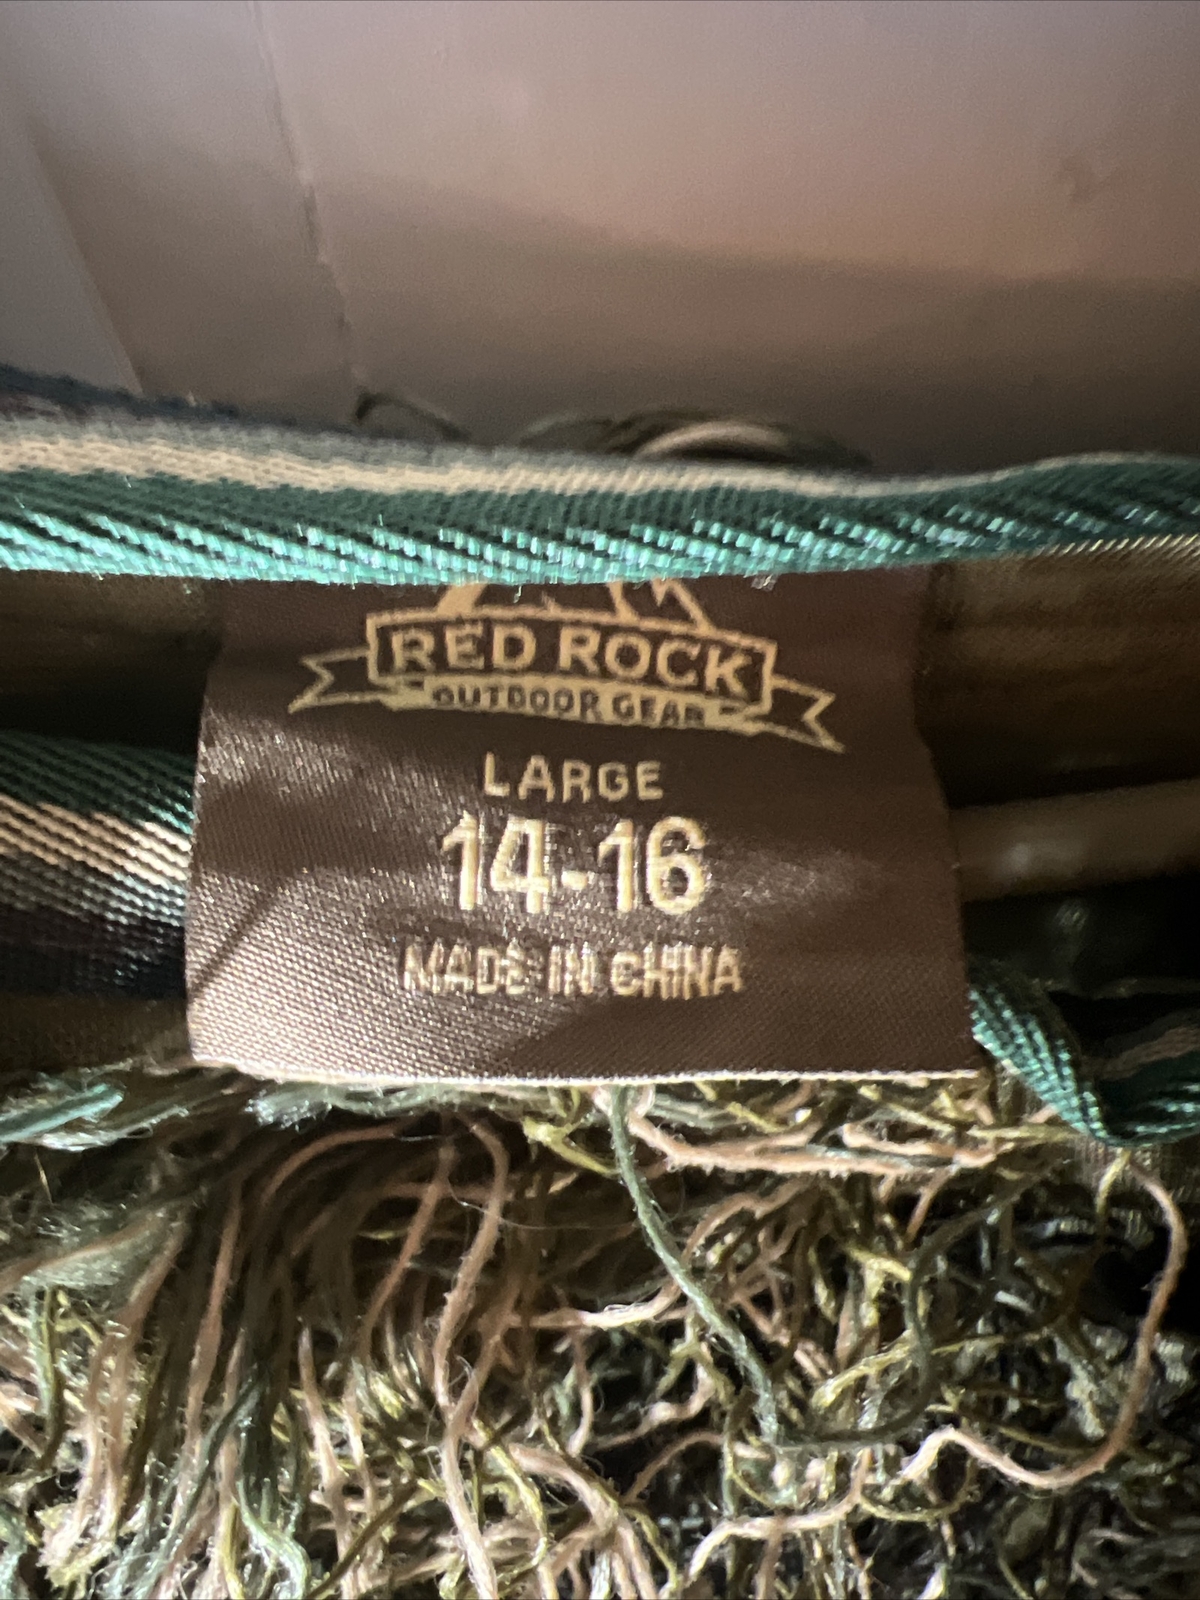 RED ROCK
OUTDOOR GEAR
LARGE
14-16
MADE IN CHINA